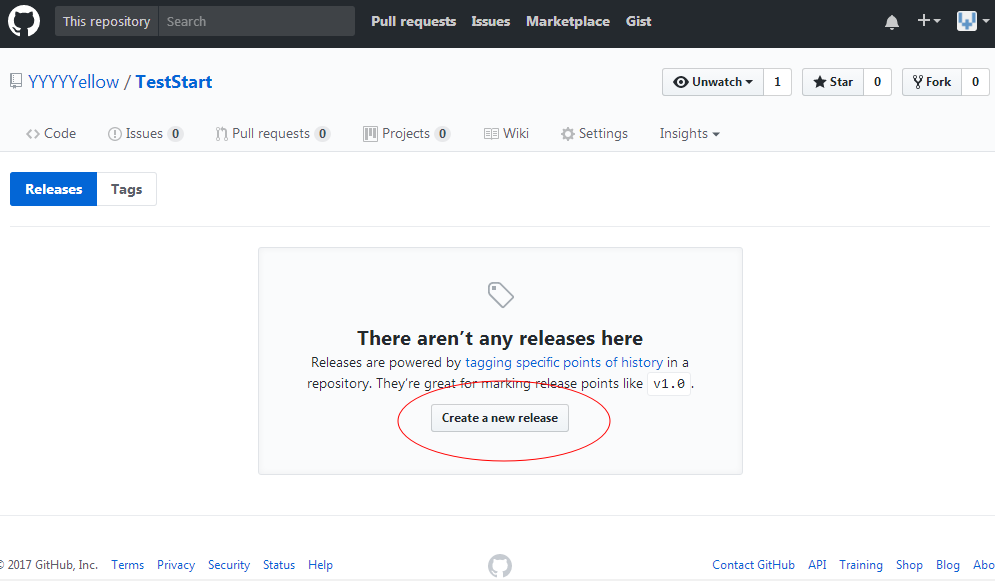 This repository Search Pull requests Issues Marketplace Gist
YYYYYellow / TestStart Unwatch 1 Star 0 Fork 0
Code Issues 0 Pull requests 0 Projects 0 Wiki Settings Insights
Releases Tags
There aren’t any releases here
Releases are powered by tagging specific points of history in a
repository. They’re great for marking release points like v1.0 .
Create a new release
© 2017 GitHub, Inc. Terms Privacy Security Status Help Contact GitHub API Training Shop Blog Abo